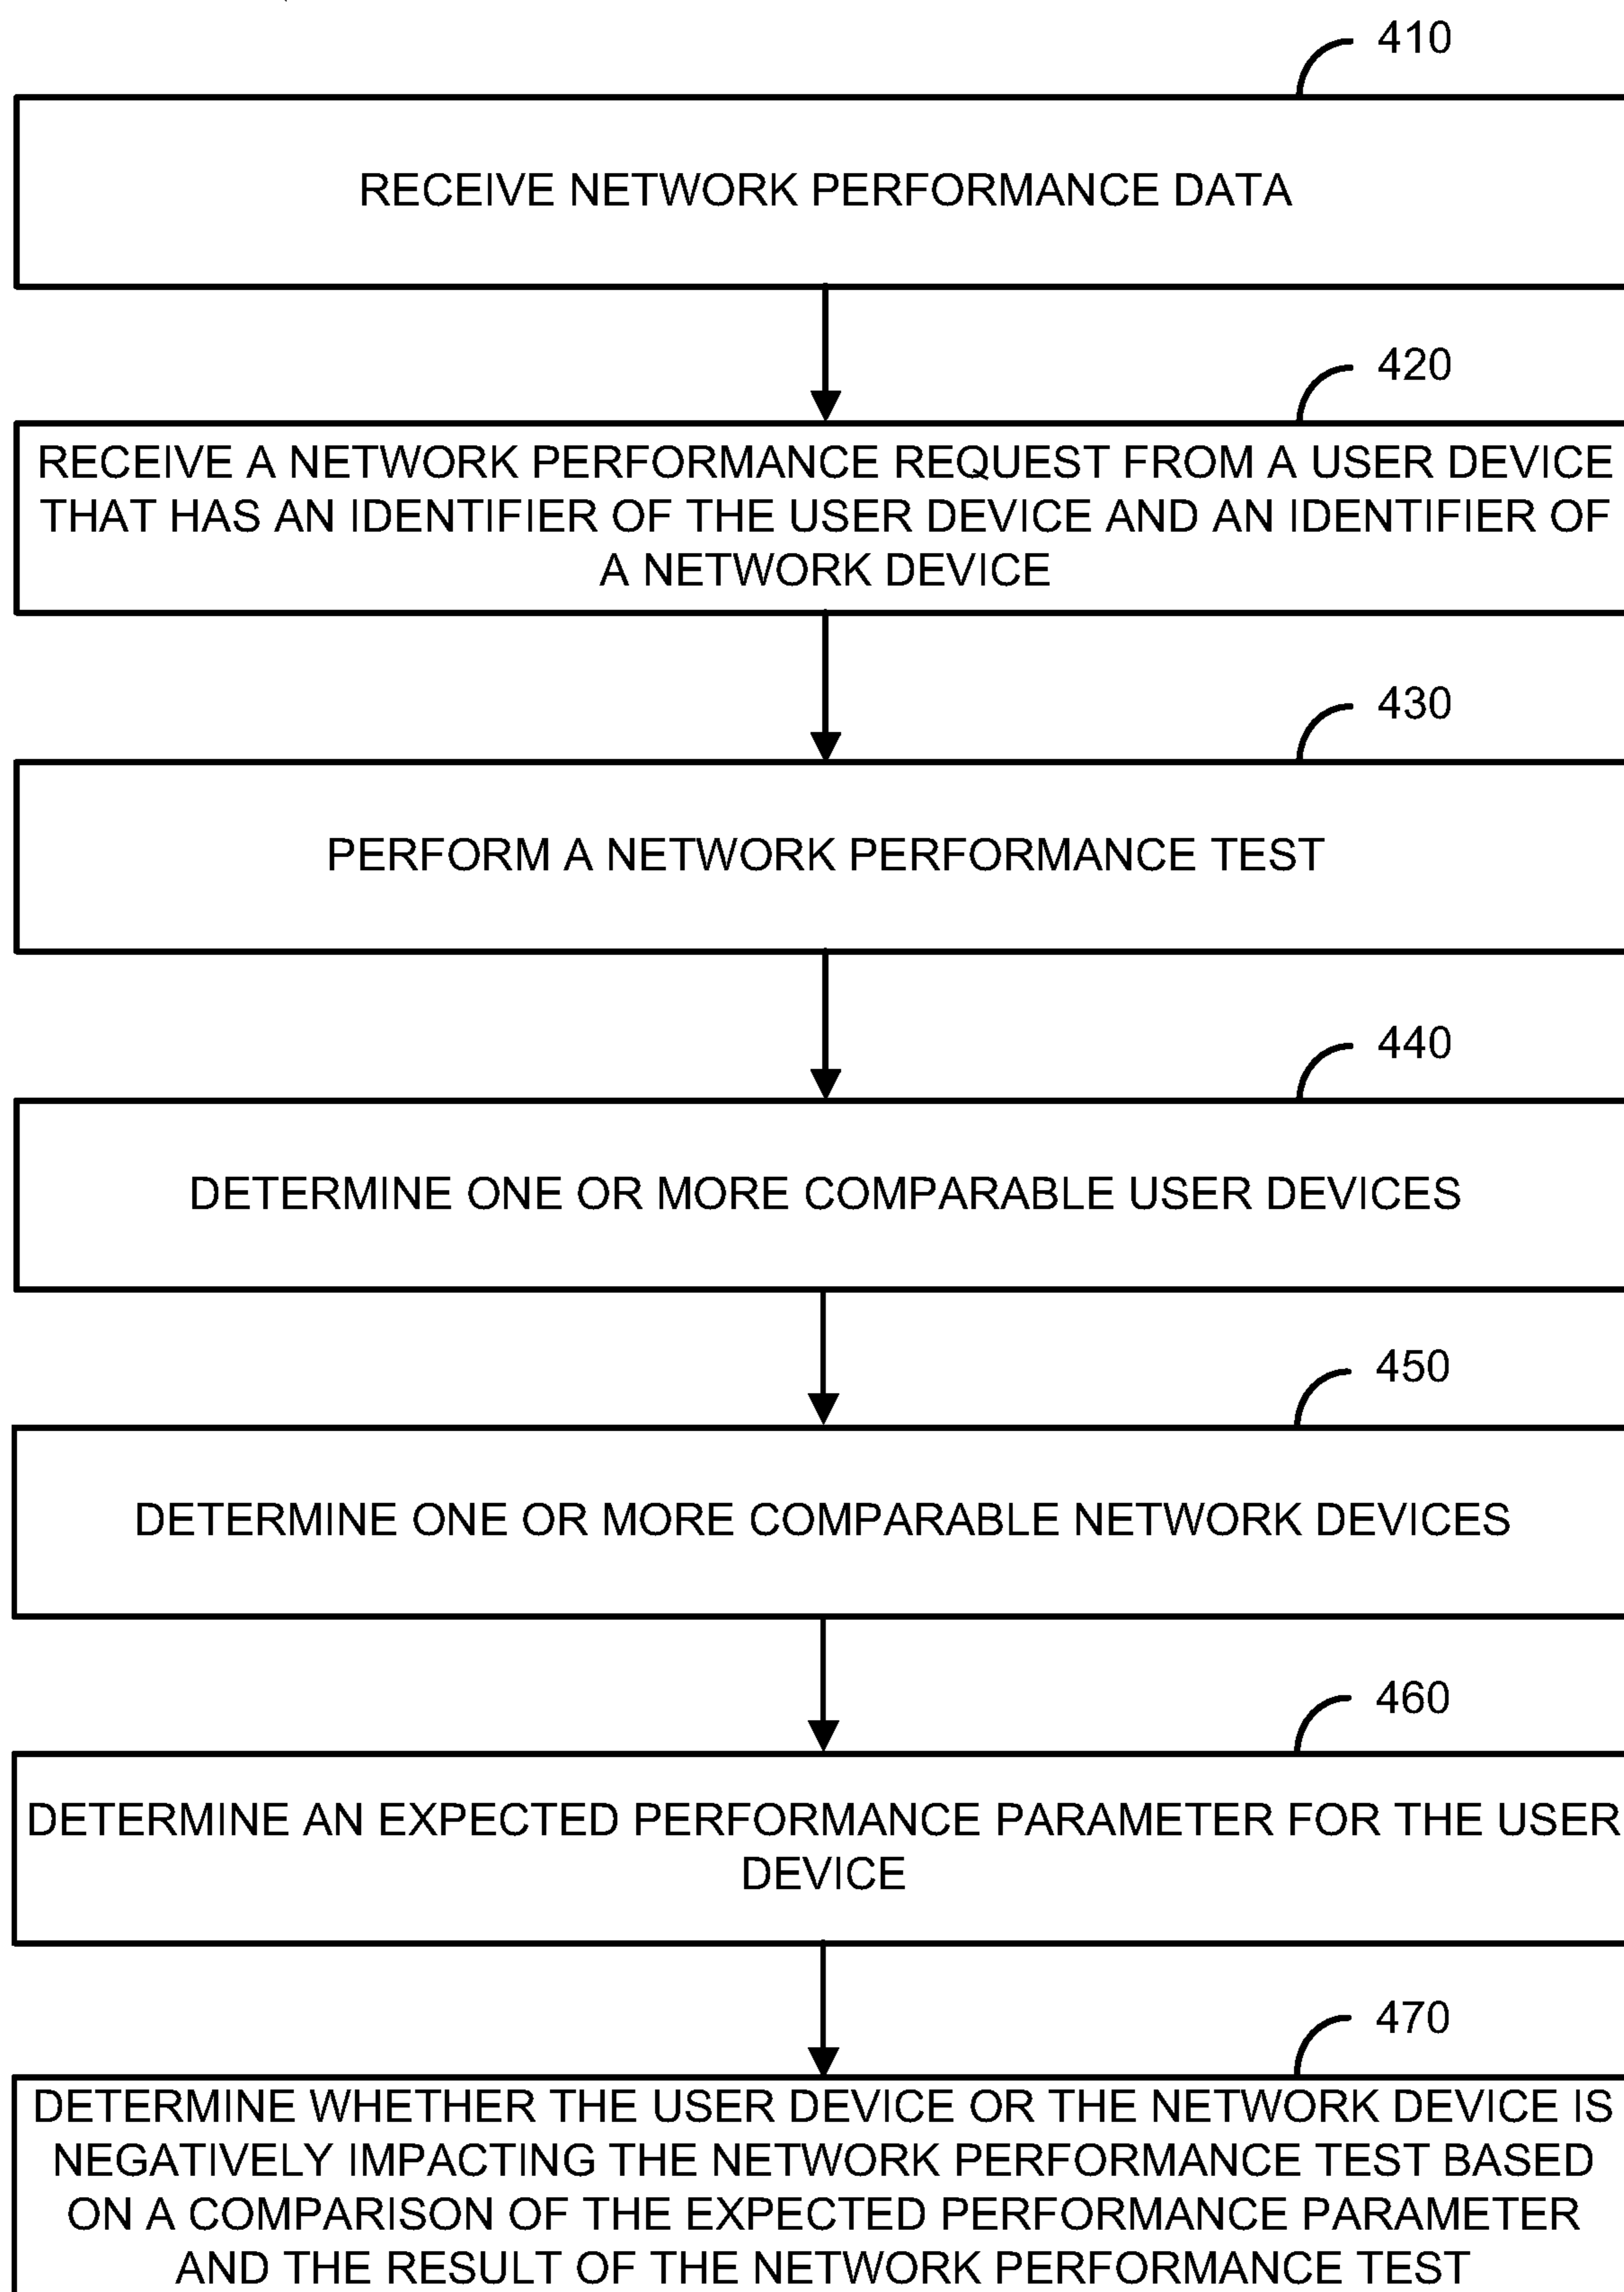 410
RECEIVE NETWORK PERFORMANCE DATA
420
RECEIVE A NETWORK PERFORMANCE REQUEST FROM A USER DEVICE
THAT HAS AN IDENTIFIER OF THE USER DEVICE AND AN IDENTIFIER OF
A NETWORK DEVICE
430
PERFORM A NETWORK PERFORMANCE TEST
440
DETERMINE ONE OR MORE COMPARABLE USER DEVICES
450
DETERMINE ONE OR MORE COMPARABLE NETWORK DEVICES
460
DETERMINE AN EXPECTED PERFORMANCE PARAMETER FOR THE USER
DEVICE
470
DETERMINE WHETHER THE USER DEVICE OR THE NETWORK DEVICE IS
NEGATIVELY IMPACTING THE NETWORK PERFORMANCE TEST BASED
ON A COMPARISON OF THE EXPECTED PERFORMANCE PARAMETER
AND THE RESULT OF THE NETWORK PERFORMANCE TEST